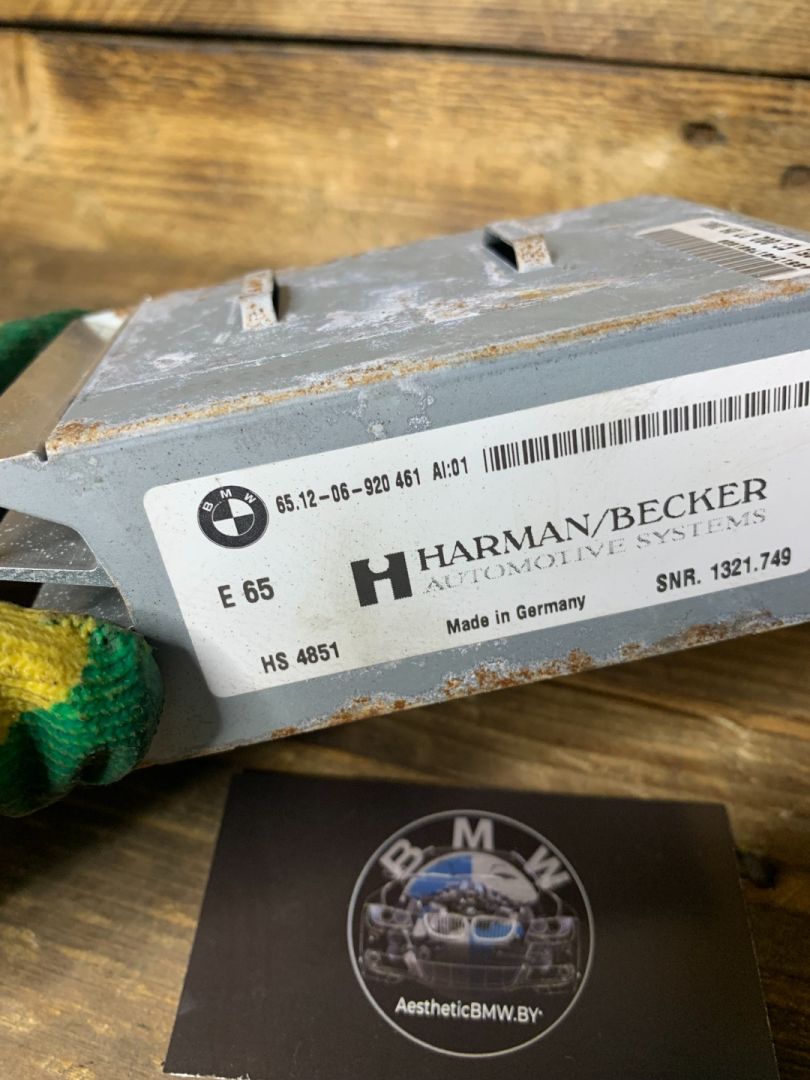 BMW
65.12-06-920 461 AI:01
E 65
HARMAN/BECKER
AUTOMOTIVE SYSTEMS
HS 4851
Made in Germany
SNR. 1321.749
BMW
AestheticBMW.BY